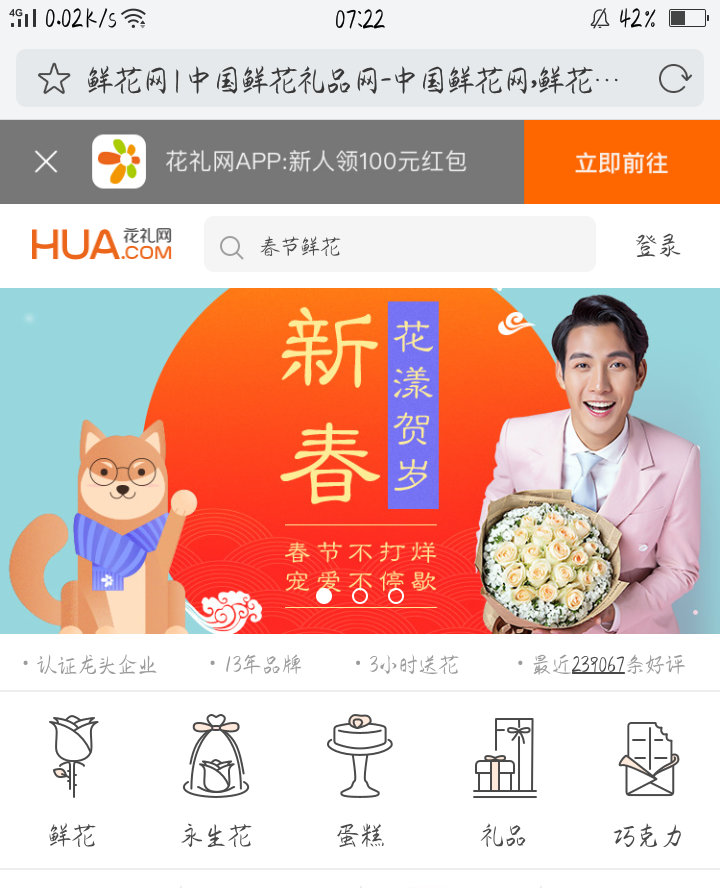 4G 0.02K/s 07:22 42%
鲜花网|中国鲜花礼品网-中国鲜花网,鲜花…
花礼网APP:新人领100元红包 立即前往
HUA.COM 花礼网 春节鲜花 登录
新春
花漾贺岁
春节不打烊
宠爱不停歇
·认证龙头企业 ·13年品牌 ·3小时送花 ·最近239067条好评
鲜花 永生花 蛋糕 礼品 巧克力